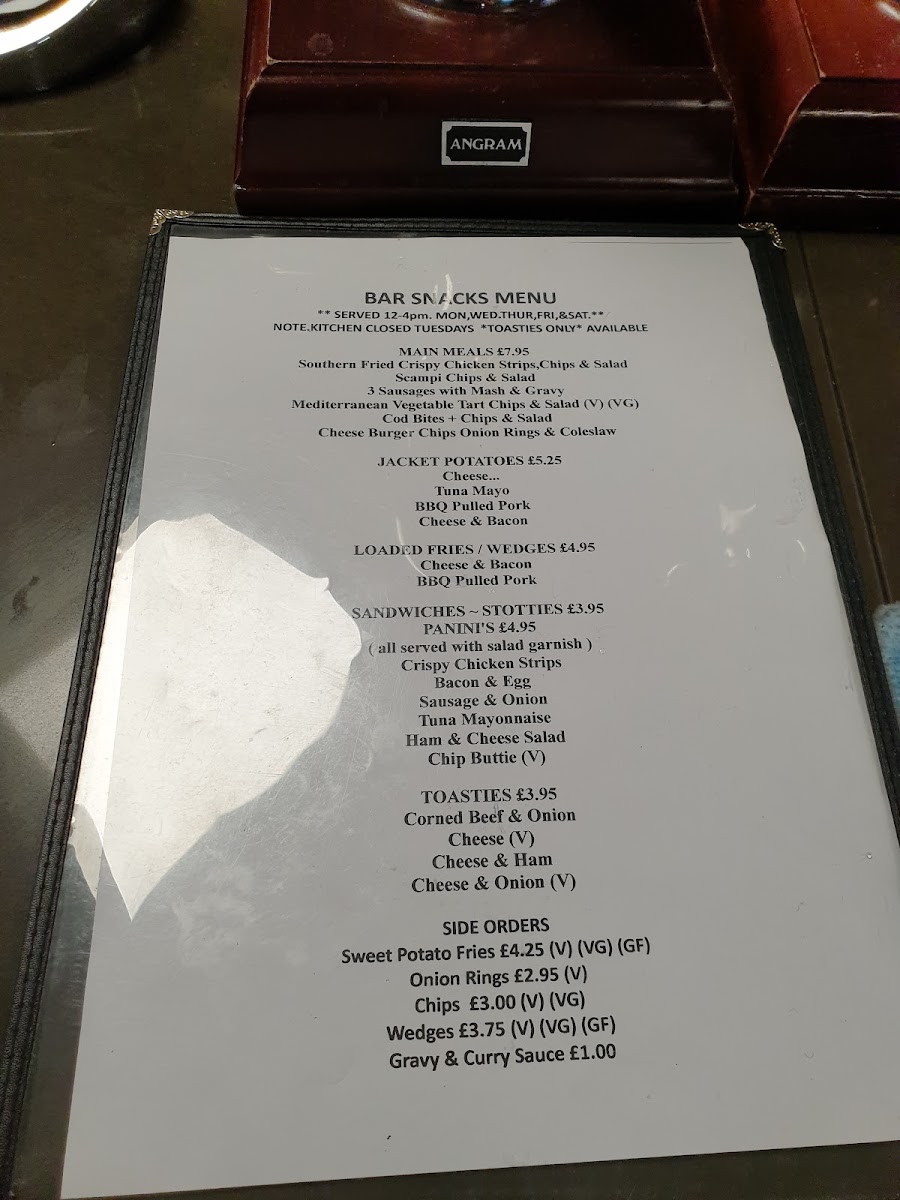 ANGRAM
BAR SNACKS MENU
** SERVED 12-4pm. MON,WED.THUR,FRI,&SAT.**
NOTE.KITCHEN CLOSED TUESDAYS *TOASTIES ONLY* AVAILABLE
MAIN MEALS £7.95
Southern Fried Crispy Chicken Strips,Chips & Salad
Scampi Chips & Salad
3 Sausages with Mash & Gravy
Mediterranean Vegetable Tart Chips & Salad (V) (VG)
Cod Bites + Chips & Salad
Cheese Burger Chips Onion Rings & Coleslaw
JACKET POTATOES £5.25
Cheese...
Tuna Mayo
BBQ Pulled Pork
Cheese & Bacon
LOADED FRIES / WEDGES £4.95
Cheese & Bacon
BBQ Pulled Pork
SANDWICHES ~ STOTTIES £3.95
PANINI'S £4.95
( all served with salad garnish )
Crispy Chicken Strips
Bacon & Egg
Sausage & Onion
Tuna Mayonnaise
Ham & Cheese Salad
Chip Buttie (V)
TOASTIES £3.95
Corned Beef & Onion
Cheese (V)
Cheese & Ham
Cheese & Onion (V)
SIDE ORDERS
Sweet Potato Fries £4.25 (V) (VG) (GF)
Onion Rings £2.95 (V)
Chips £3.00 (V) (VG)
Wedges £3.75 (V) (VG) (GF)
Gravy & Curry Sauce £1.00